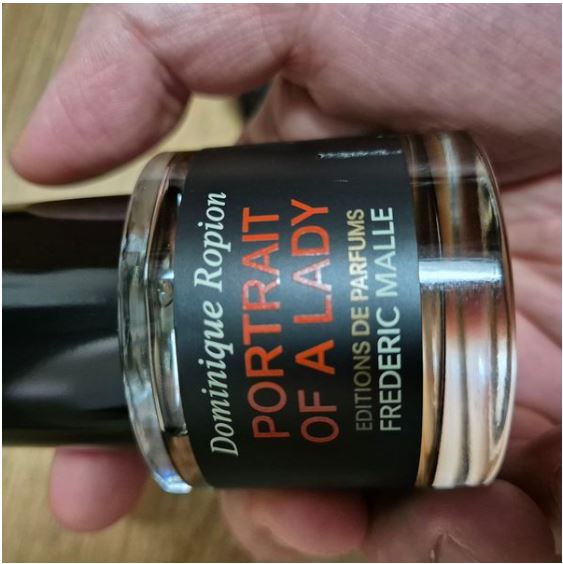 Dominique Ropion
PORTRAIT
OF A LADY
EDITIONS DE PARFUMS
FREDERIC MALLE